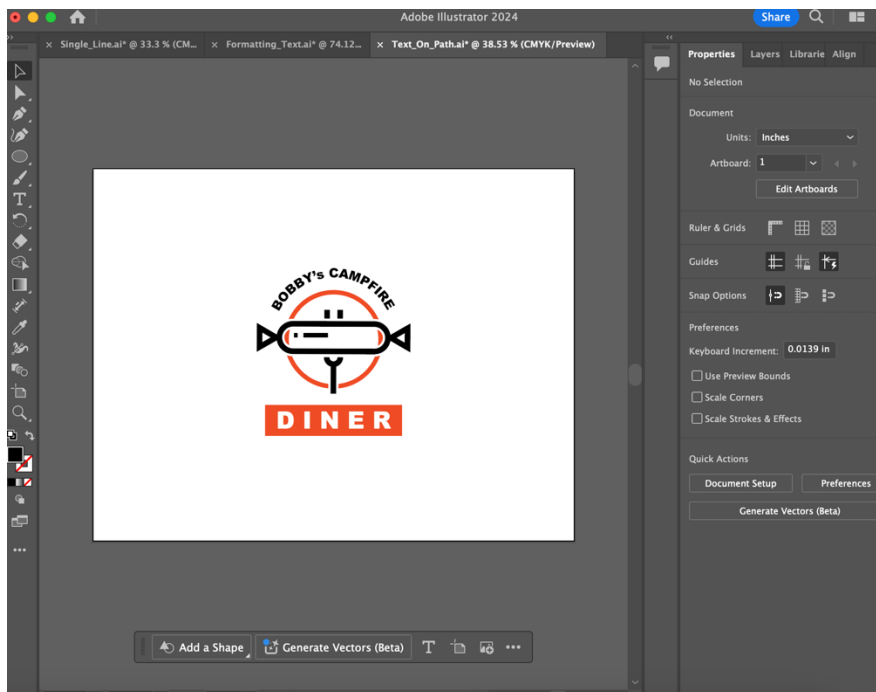 Adobe Illustrator 2024
Share
Single_Line.ai* @ 33.3 % (CM...
Formatting_Text.ai* @ 74.12...
Text_On_Path.ai* @ 38.53 % (CMYK/Preview)
Properties Layers Librarie Align
No Selection
Document
Units: Inches
Artboard: 1
Edit Artboards
Ruler & Grids
Guides
Snap Options
Preferences
Keyboard Increment: 0.0139 in
Use Preview Bounds
Scale Corners
Scale Strokes & Effects
Quick Actions
Document Setup Preferences
Generate Vectors (Beta)
BOBBY's CAMPFIRE
DINER
Add a Shape Generate Vectors (Beta)